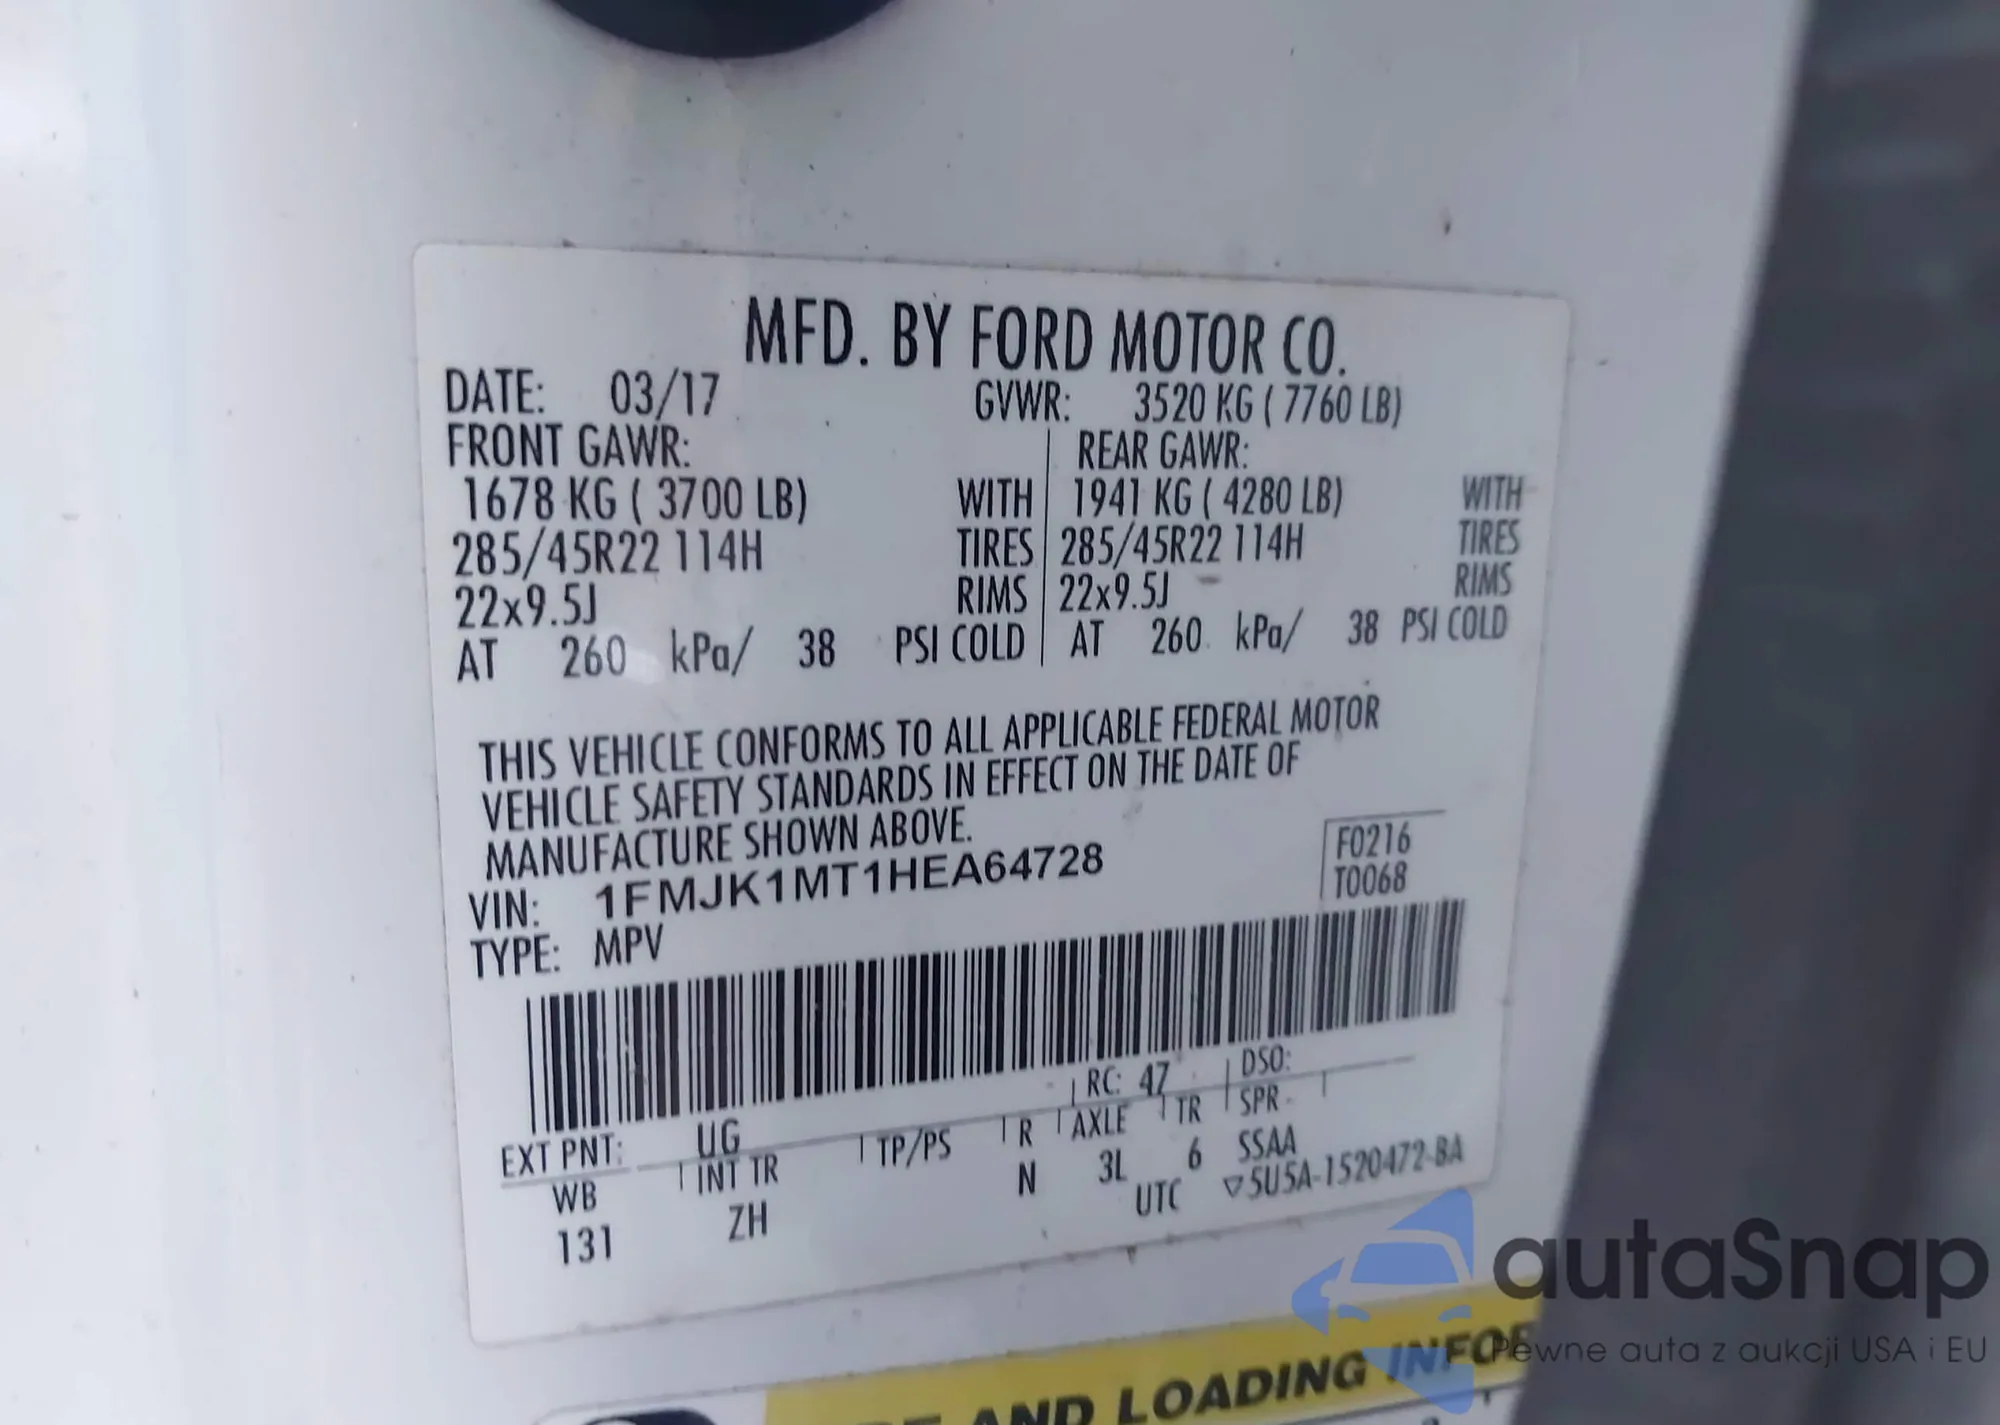 MFD. BY FORD MOTOR CO.
DATE: 03/17 GVWR: 3520 KG ( 7760 LB)
FRONT GAWR: REAR GAWR:
1678 KG ( 3700 LB) WITH 1941 KG ( 4280 LB) WITH
285/45R22 114H TIRES 285/45R22 114H TIRES
22x9.5J RIMS 22x9.5J RIMS
AT 260 kPa/ 38 PSI COLD AT 260 kPa/ 38 PSI COLD
THIS VEHICLE CONFORMS TO ALL APPLICABLE FEDERAL MOTOR
VEHICLE SAFETY STANDARDS IN EFFECT ON THE DATE OF
MANUFACTURE SHOWN ABOVE.
VIN: 1FMJK1MT1HEA64728
TYPE: MPV
F0216
T0068
EXT PNT: UG RC: 47 DSO:
WB INT TR TP/PS R AXLE TR SPR
131 ZH N 3L 6 SSAA
UTC ▽5U5A-1520472-BA
AND LOADING
autaSnap
Pewne auta z aukcji USA i EU